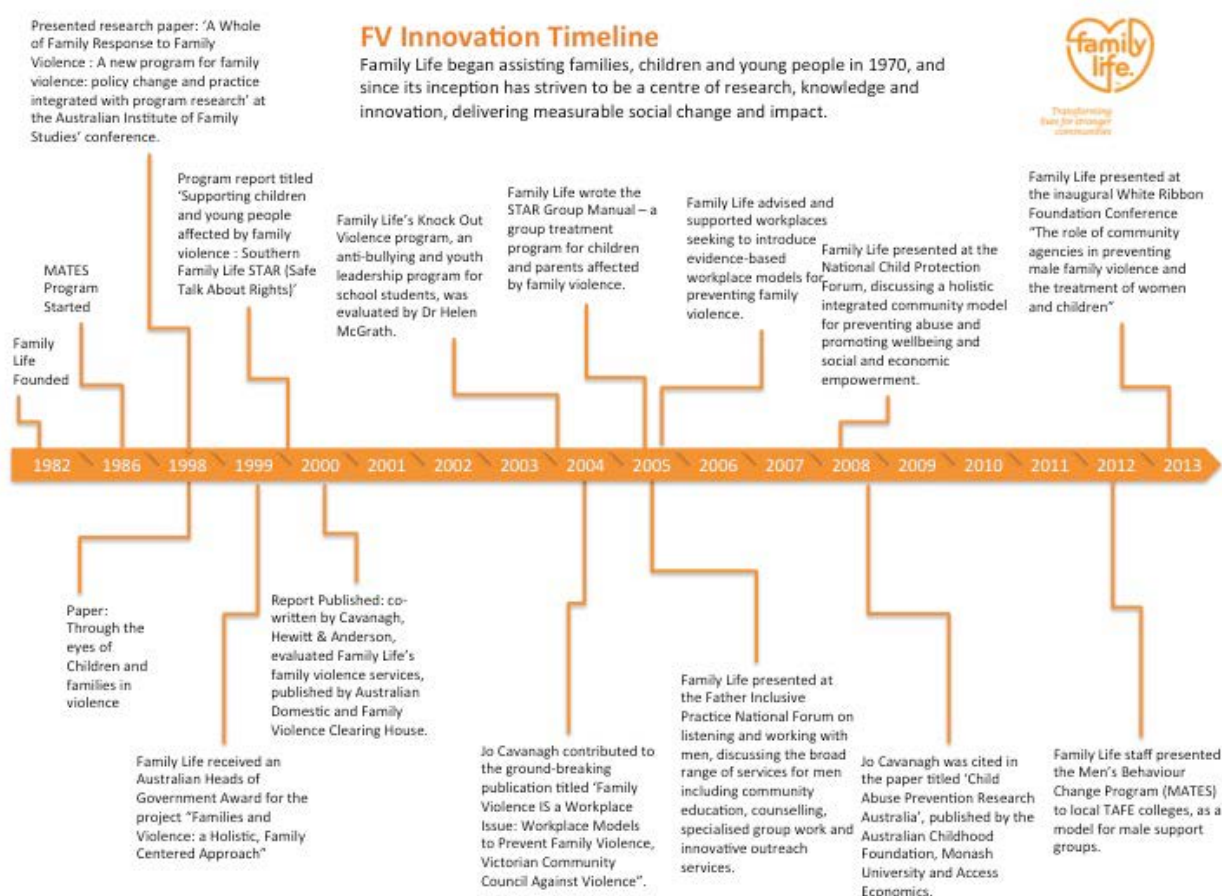 FV Innovation Timeline
Family Life began assisting families, children and young people in 1970, and
since its inception has striven to be a centre of research, knowledge and
innovation, delivering measurable social change and impact.
family
life.
Transforming
lives for stronger
communities
Presented research paper: ‘A Whole
of Family Response to Family
Violence : A new program for family
violence: policy change and practice
integrated with program research’ at
the Australian Institute of Family
Studies’ conference.
Family
Life
Founded
MATES
Program
Started
Program report titled
‘Supporting children
and young people
affected by family
violence : Southern
Family Life STAR (Safe
Talk About Rights)’
Family Life’s Knock Out
Violence program, an
anti-bullying and youth
leadership program for
school students, was
evaluated by Dr Helen
McGrath.
Family Life wrote the
STAR Group Manual – a
group treatment
program for children
and parents affected
by family violence.
Family Life advised and
supported workplaces
seeking to introduce
evidence-based
workplace models for
preventing family
violence.
Family Life presented at the
National Child Protection
Forum, discussing a holistic
integrated community model
for preventing abuse and
promoting wellbeing and
social and economic
empowerment.
Family Life presented at
the inaugural White Ribbon
Foundation Conference
“The role of community
agencies in preventing
male family violence and
the treatment of women
and children”
1982 1986 1998 1999 2000 2001 2002 2003 2004 2005 2006 2007 2008 2009 2010 2011 2012 2013
Paper:
Through the
eyes of
Children and
families in
violence
Family Life received an
Australian Heads of
Government Award for the
project “Families and
Violence: a Holistic, Family
Centered Approach”
Report Published: co-
written by Cavanagh,
Hewitt & Anderson,
evaluated Family Life’s
family violence services,
published by Australian
Domestic and Family
Violence Clearing House.
Jo Cavanagh contributed to
the ground-breaking
publication titled ‘Family
Violence IS a Workplace
Issue: Workplace Models
to Prevent Family Violence,
Victorian Community
Council Against Violence”.
Family Life presented at
the Father Inclusive
Practice National Forum on
listening and working with
men, discussing the broad
range of services for men
including community
education, counselling,
specialised group work and
innovative outreach
services.
Jo Cavanagh was cited in
the paper titled ‘Child
Abuse Prevention Research
Australia’, published by the
Australian Childhood
Foundation, Monash
University and Access
Economics.
Family Life staff presented
the Men’s Behaviour
Change Program (MATES)
to local TAFE colleges, as a
model for male support
groups.